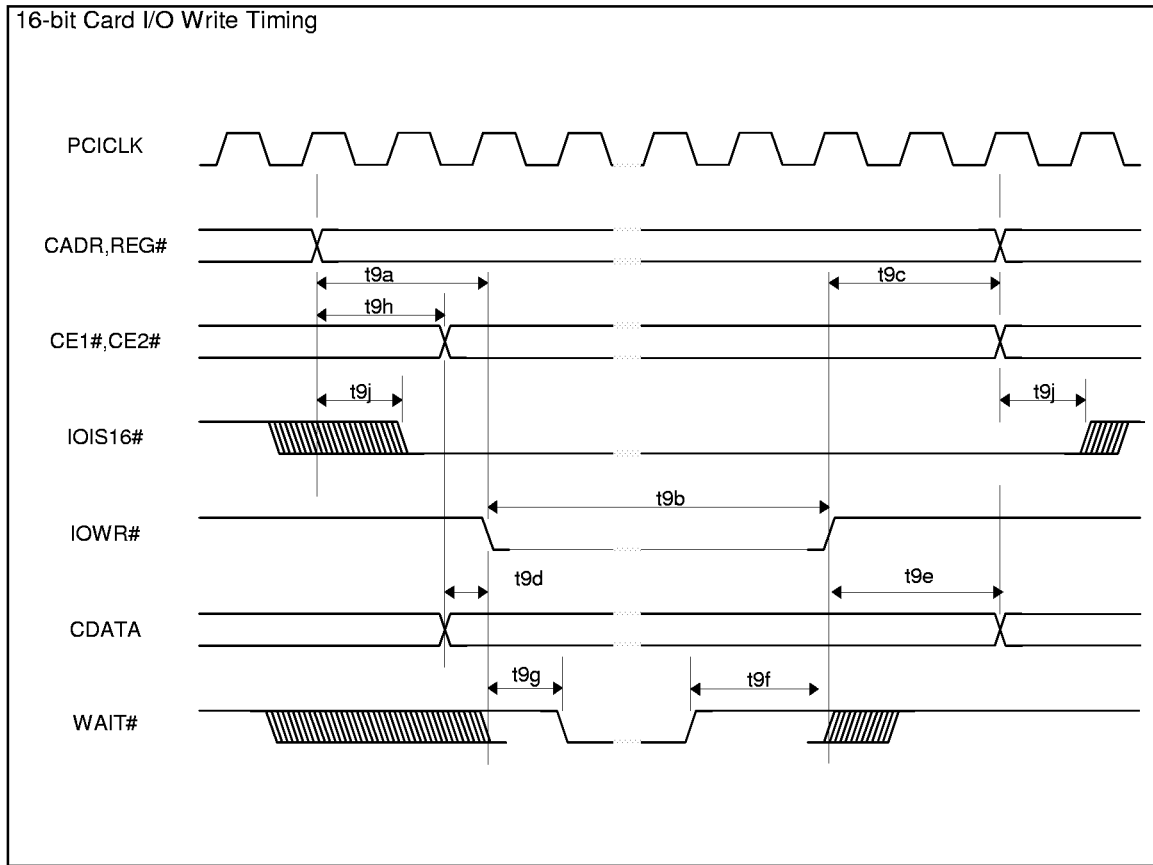 16-bit Card I/O Write Timing
PCICLK
CADR,REG#
t9a
t9c
t9h
CE1#,CE2#
t9j
t9j
IOIS16#
t9b
IOWR#
t9d
t9e
CDATA
t9g
t9f
WAIT#